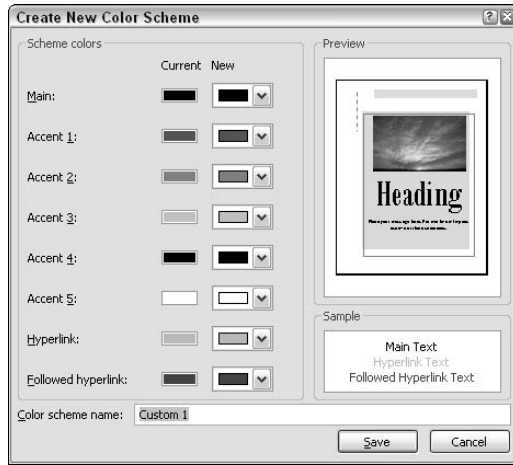 Create New Color Scheme
Scheme colors
Current New
Main:
Accent 1:
Accent 2:
Accent 3:
Accent 4:
Accent 5:
Hyperlink:
Followed hyperlink:
Preview
Heading
Sample
Main Text
Hyperlink Text
Followed Hyperlink Text
Color scheme name: Custom 1
Save Cancel